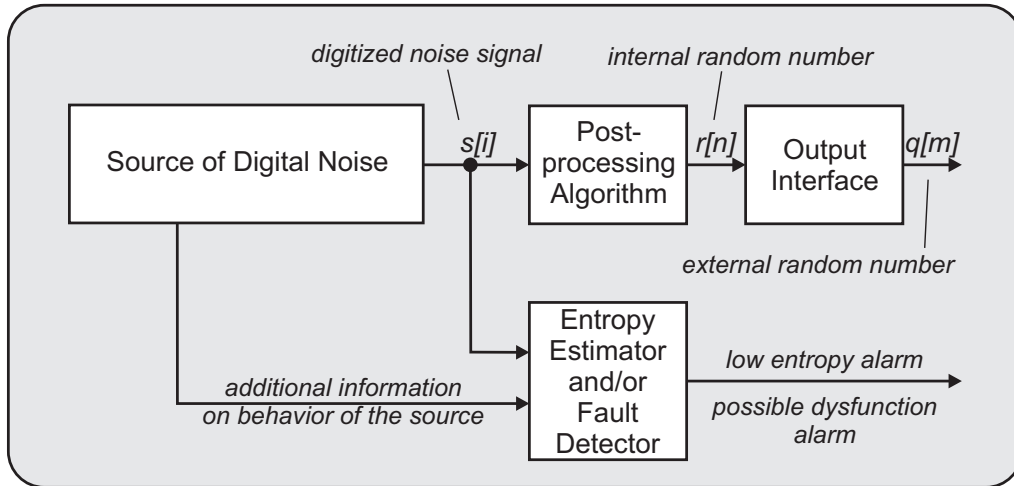 digitized noise signal
internal random number
Source of Digital Noise
s[i]
Post-
processing
Algorithm
r[n]
Output
Interface
q[m]
external random number
Entropy
Estimator
and/or
Fault
Detector
additional information
on behavior of the source
low entropy alarm
possible dysfunction
alarm